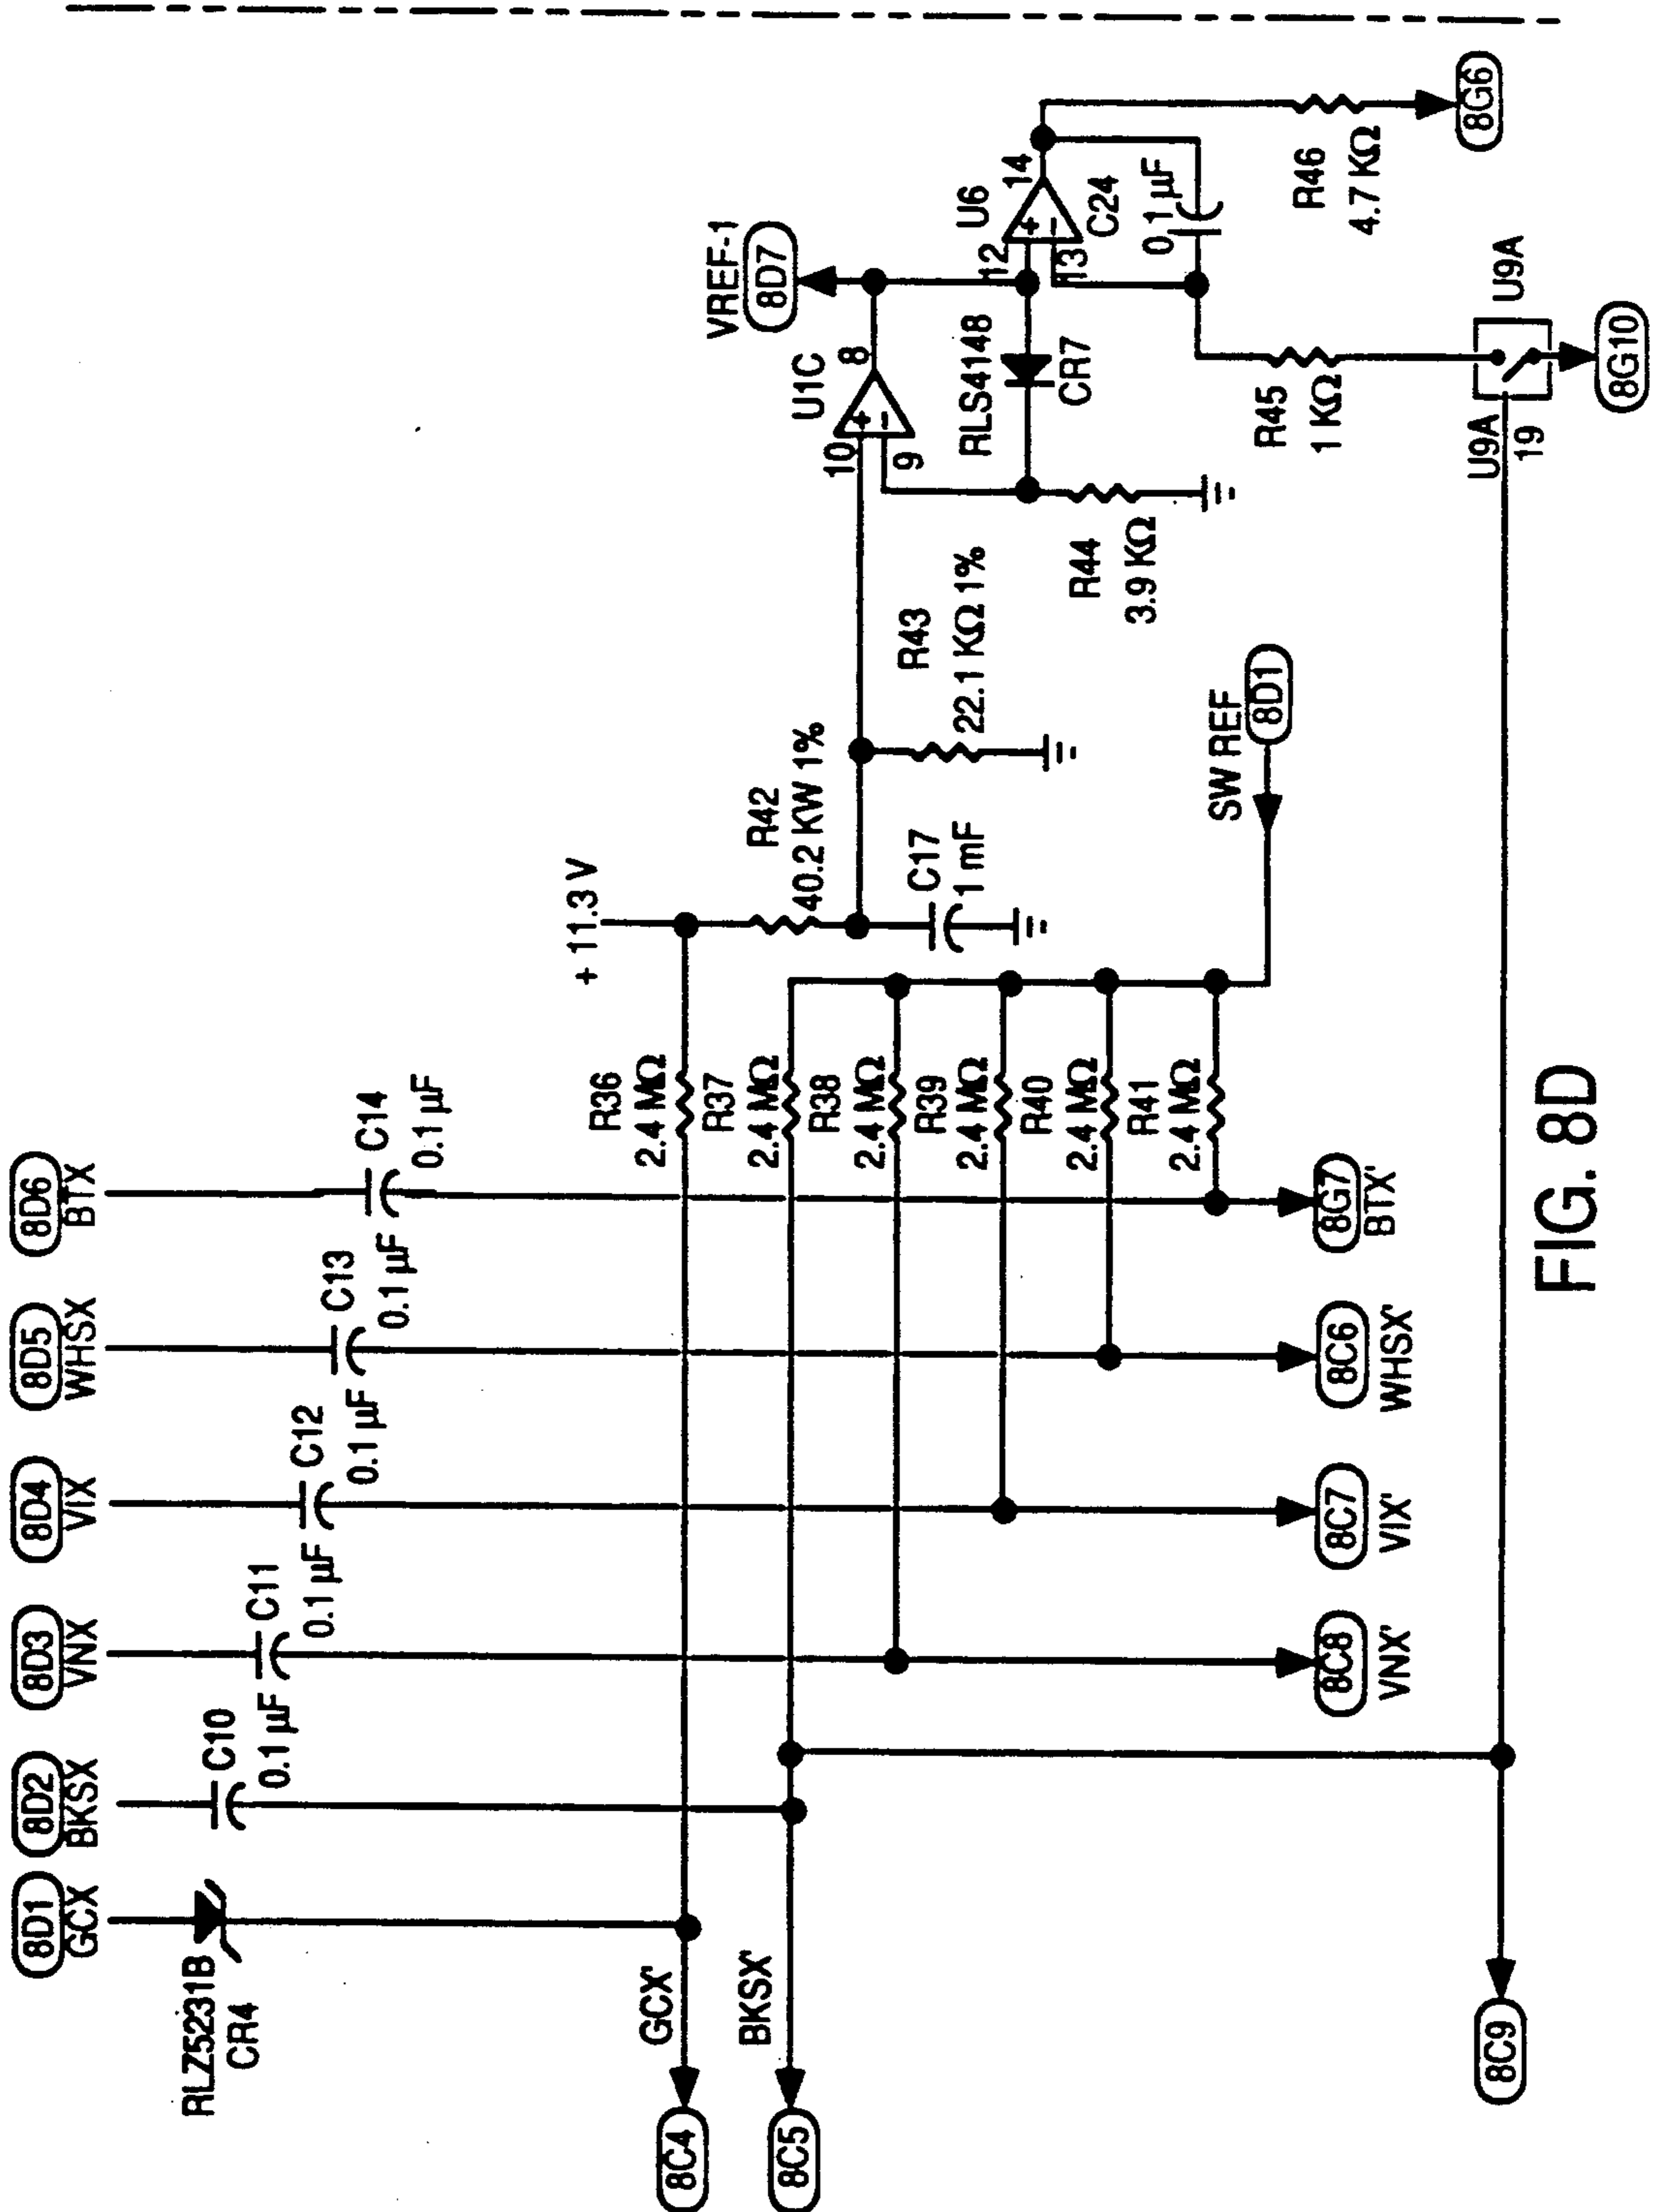 8D1
GCX
8D2
BKSX
8D3
VNX
8D4
VIX
8D5
WHSX
8D6
BTX
RLZ5231B
CR4
C10
0.1 µF
C11
0.1 µF
C12
0.1 µF
C13
0.1 µF
C14
0.1 µF
GCX'
8C4
BKSX'
8C5
R36
2.4 MΩ
R37
2.4 MΩ
R38
2.4 MΩ
R39
2.4 MΩ
R40
2.4 MΩ
R41
2.4 MΩ
+ 11.3 V
R42
40.2 KW 1%
C17
1 mF
R43
22.1 KΩ 1%
SW REF
8D1
VREF-1
8D7
U1C
10
9
8
+
−
RLS4148
CR7
R44
3.9 KΩ
U6
12
13
14
+
−
C24
0.1 µF
R45
1 KΩ
R46
4.7 KΩ
8G6
U9A
U9A
19
8G10
8C8
VNX'
8C7
VIX'
8C6
WHSX'
8G7
BTX'
8C9
FIG. 8D